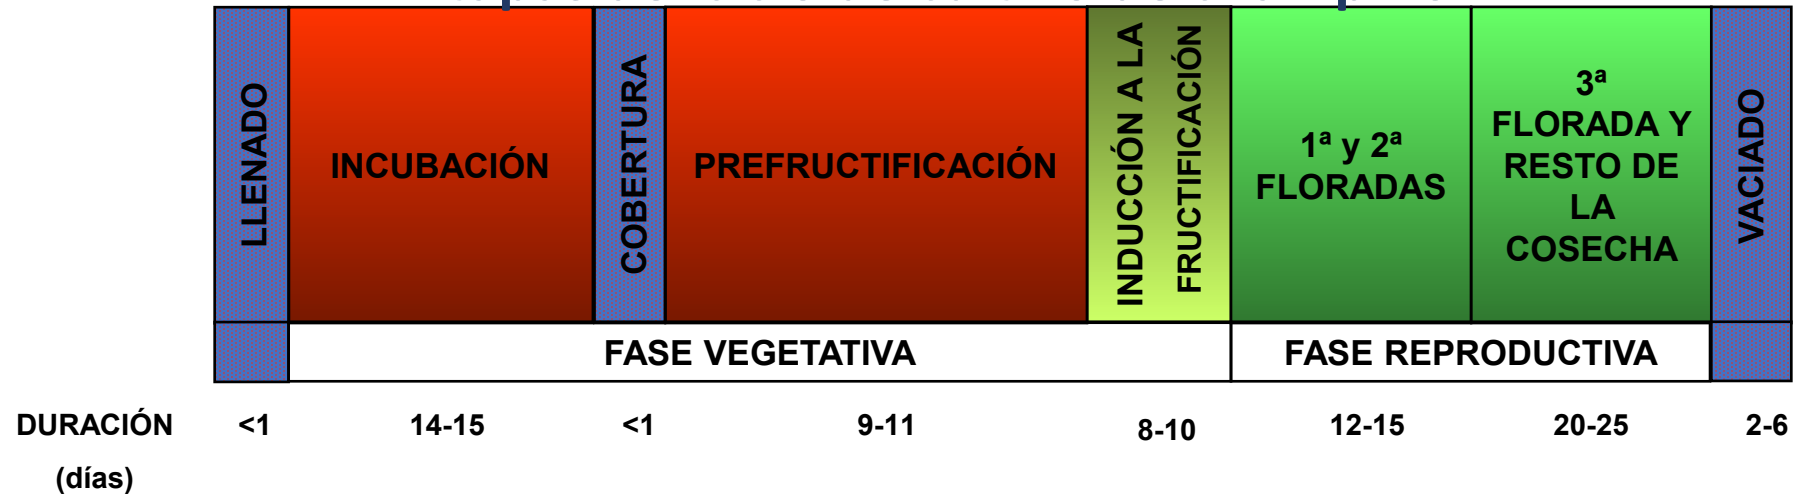 LLENADO
INCUBACIÓN
COBERTURA
PREFRUCTIFICACIÓN
INDUCCIÓN A LA
FRUCTIFICACIÓN
1ª y 2ª
FLORADAS
3ª
FLORADA Y
RESTO DE
LA
COSECHA
VACIADO
FASE VEGETATIVA
FASE REPRODUCTIVA
DURACIÓN
(días)
<1
14-15
<1
9-11
8-10
12-15
20-25
2-6